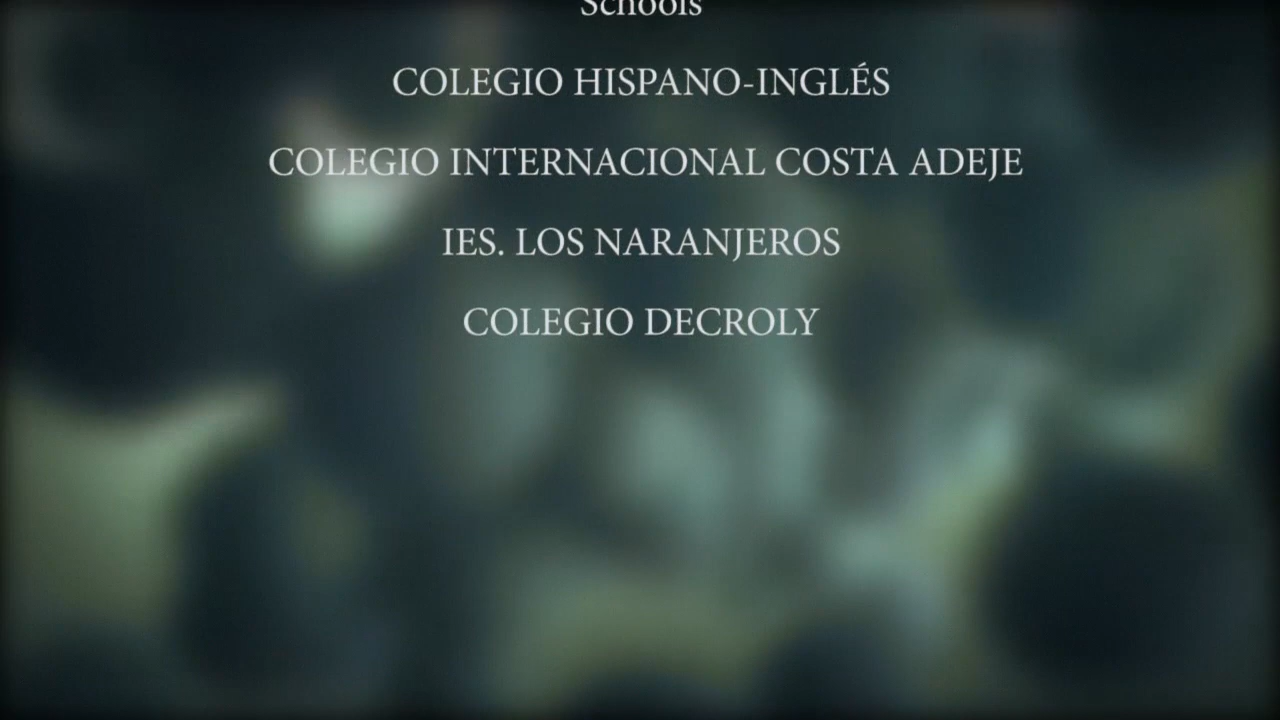 Schools
COLEGIO HISPANO-INGLÉS
COLEGIO INTERNACIONAL COSTA ADEJE
IES. LOS NARANJEROS
COLEGIO DECROLY